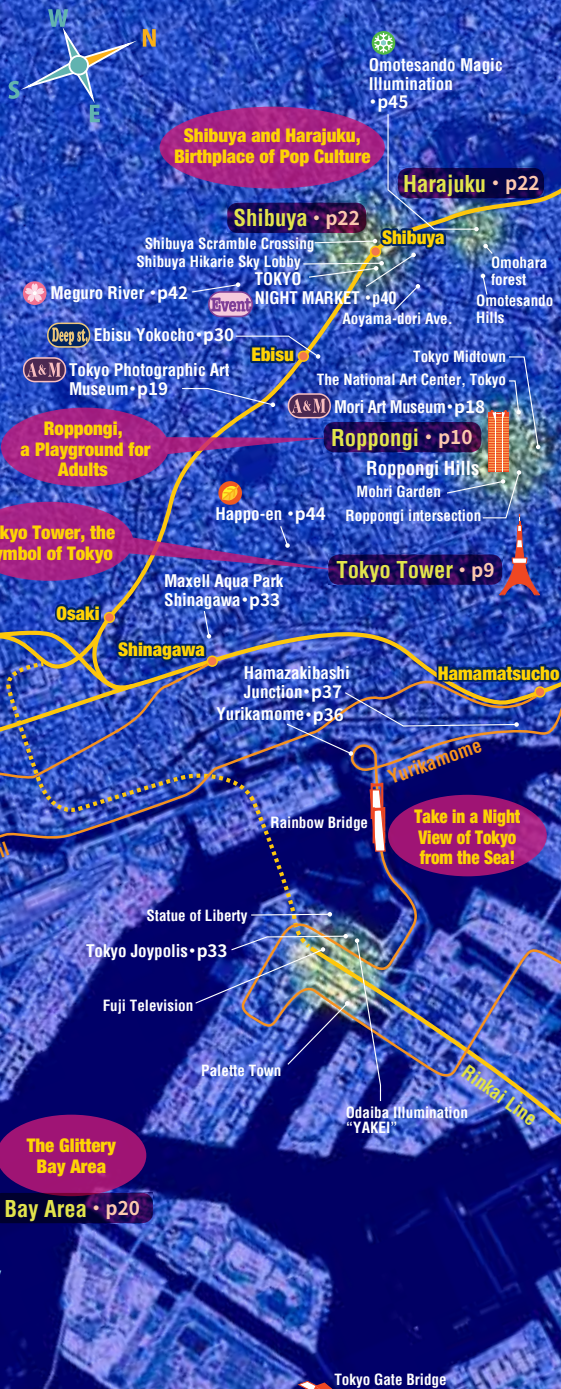 W
N
S
E
Omotesando Magic
Illumination
•p45
Shibuya and Harajuku,
Birthplace of Pop Culture
Harajuku • p22
Shibuya • p22
Shibuya
Shibuya Scramble Crossing
Shibuya Hikarie Sky Lobby
TOKYO
NIGHT MARKET •p40
Event
Omohara
forest
Omotesando
Hills
Meguro River •p42
Aoyama-dori Ave.
Deep st.
Ebisu Yokocho•p30
Ebisu
Tokyo Midtown
A&M
Tokyo Photographic Art
Museum•p19
The National Art Center, Tokyo
A&M
Mori Art Museum•p18
Roppongi,
a Playground for
Adults
Roppongi • p10
Roppongi Hills
Mohri Garden
Roppongi intersection
Happo-en •p44
kyo Tower, the
ymbol of Tokyo
Tokyo Tower • p9
Maxell Aqua Park
Shinagawa•p33
Osaki
Shinagawa
Hamazakibashi
Junction•p37
Hamamatsucho
Yurikamome•p36
Yurikamome
Rainbow Bridge
Take in a Night
View of Tokyo
from the Sea!
Statue of Liberty
Tokyo Joypolis•p33
Fuji Television
Palette Town
Rinkai Line
Odaiba Illumination
“YAKEI”
The Glittery
Bay Area
Bay Area • p20
Tokyo Gate Bridge